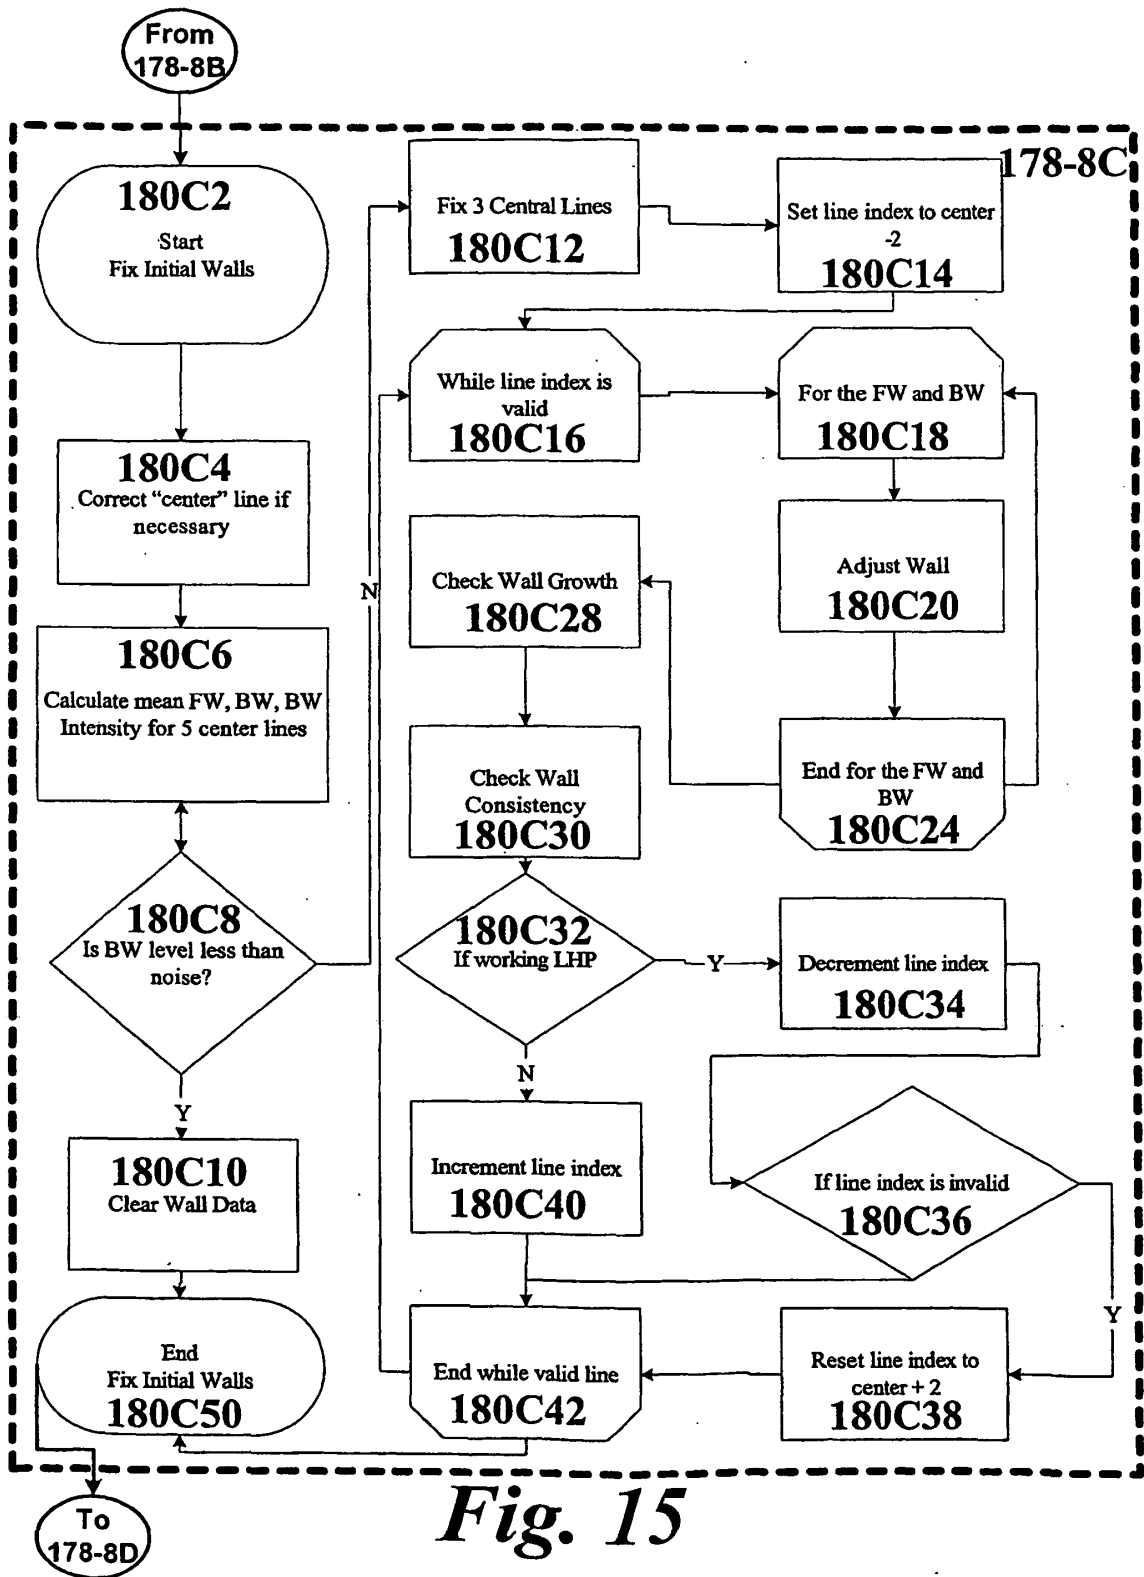 From
178-8B
178-8C
180C2
Start
Fix Initial Walls
180C4
Correct "center" line if
necessary
180C6
Calculate mean FW, BW, BW
Intensity for 5 center lines
180C8
Is BW level less than
noise?
N
Y
180C10
Clear Wall Data
End
Fix Initial Walls
180C50
To
178-8D
Fix 3 Central Lines
180C12
Set line index to center
-2
180C14
While line index is
valid
180C16
For the FW and BW
180C18
Adjust Wall
180C20
End for the FW and
BW
180C24
Check Wall Growth
180C28
Check Wall
Consistency
180C30
180C32
If working LHP
Y
N
Decrement line index
180C34
If line index is invalid
180C36
Y
Reset line index to
center + 2
180C38
Increment line index
180C40
End while valid line
180C42
Fig. 15